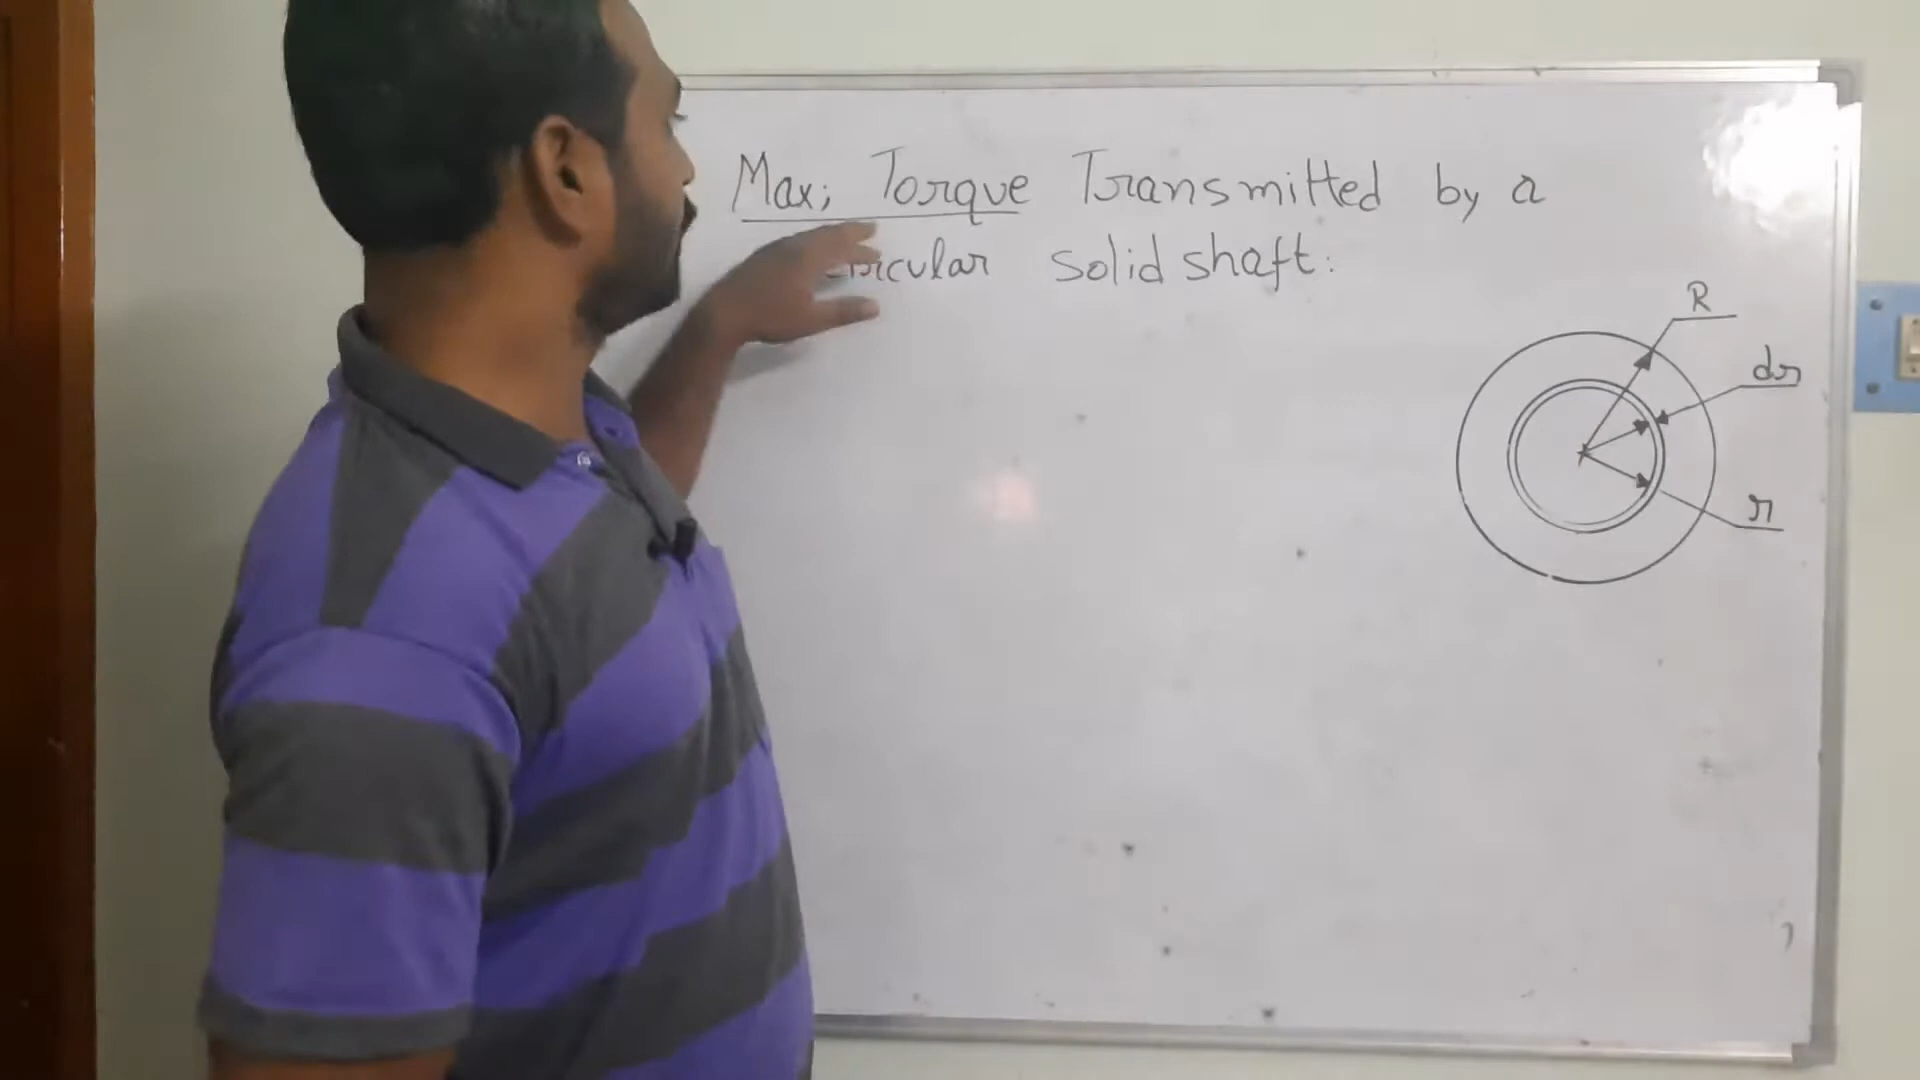 Max; Torque Transmitted by a
solid shaft:
R
dr
r